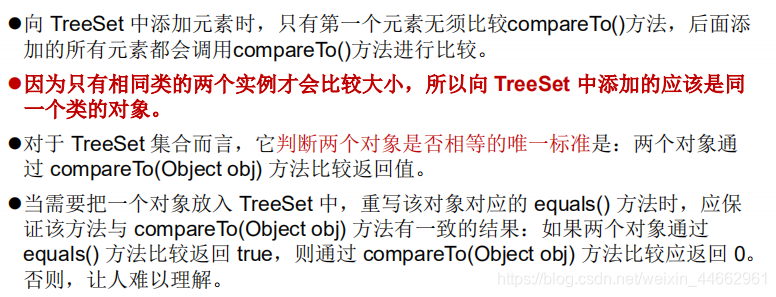 ●向 TreeSet 中添加元素时，只有第一个元素无须比较compareTo()方法，后面添
加的所有元素都会调用compareTo()方法进行比较。
●因为只有相同类的两个实例才会比较大小，所以向 TreeSet 中添加的应该是同
一个类的对象。
●对于 TreeSet 集合而言，它判断两个对象是否相等的唯一标准是：两个对象通
过 compareTo(Object obj) 方法比较返回值。
●当需要把一个对象放入 TreeSet 中，重写该对象对应的 equals() 方法时，应保
证该方法与 compareTo(Object obj) 方法有一致的结果：如果两个对象通过
equals() 方法比较返回 true，则通过 compareTo(Object obj) 方法比较应返回 0。
否则，让人难以理解。
https://blog.csdn.net/weixin_44662961